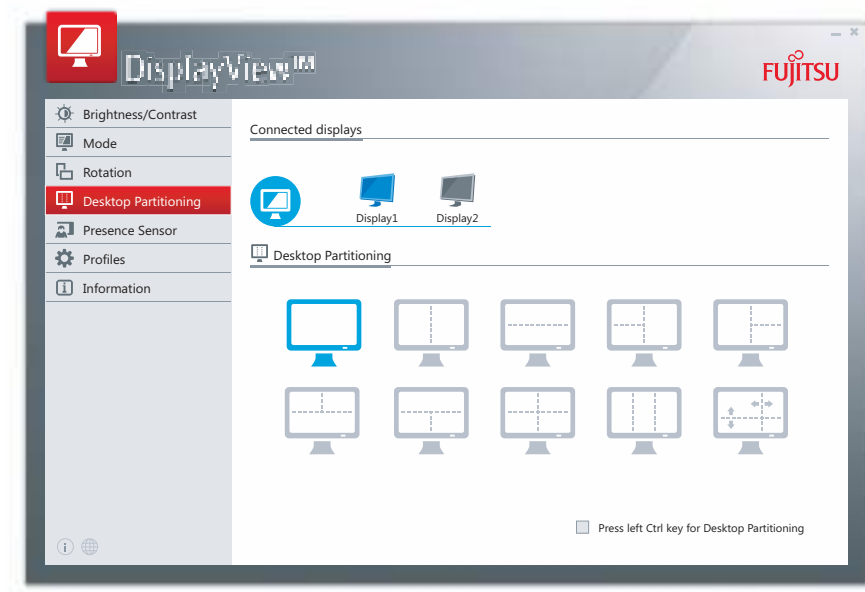 DisplayView™
FUJITSU
Brightness/Contrast
Mode
Rotation
Desktop Partitioning
Presence Sensor
Profiles
Information
Connected displays
Display1 Display2
Desktop Partitioning
Press left Ctrl key for Desktop Partitioning